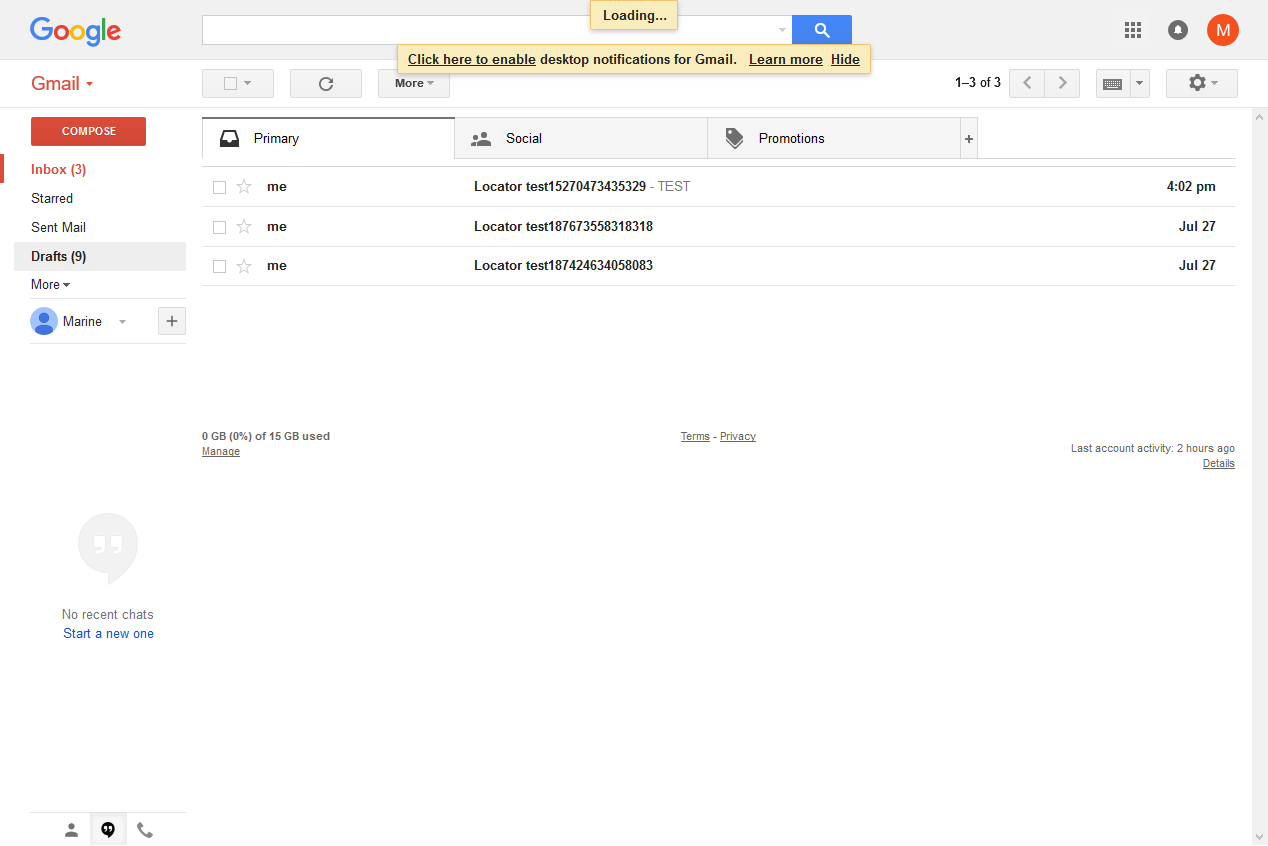 Loading...
Google
M
Click here to enable desktop notifications for Gmail. Learn more Hide
Gmail
More
1–3 of 3
COMPOSE
Primary
Social
Promotions
+
Inbox (3)
Starred
Sent Mail
Drafts (9)
More
Marine
+
me Locator test15270473435329 - TEST 4:02 pm
me Locator test187673558318318 Jul 27
me Locator test187424634058083 Jul 27
0 GB (0%) of 15 GB used
Manage
Terms - Privacy
Last account activity: 2 hours ago
Details
No recent chats
Start a new one